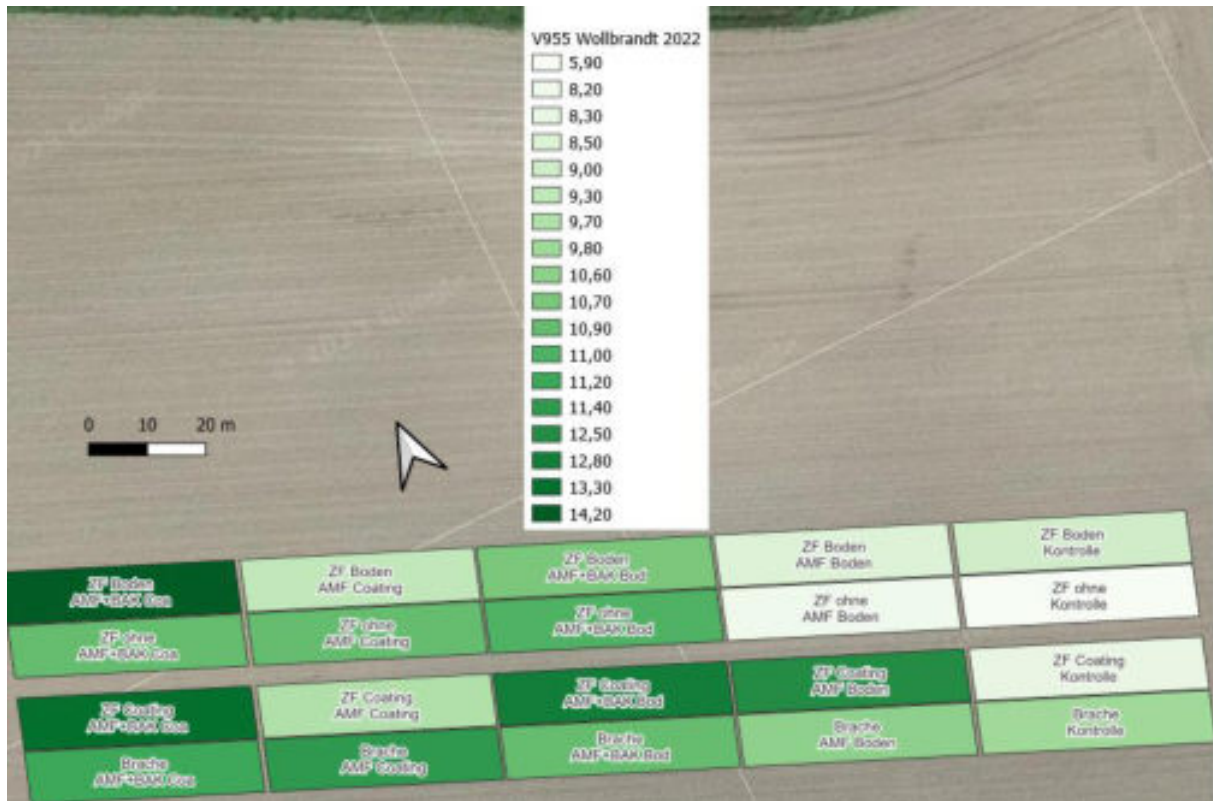 V955 Wollbrandt 2022
5,90
8,20
8,30
8,50
9,00
9,30
9,70
9,80
10,60
10,70
10,90
11,00
11,20
11,40
12,50
12,80
13,30
14,20
0 10 20 m
ZF Boden
AMF+BAK Coa
ZF Boden
AMF Coating
ZF Boden
AMF+BAK Bod
ZF Boden
AMF Boden
ZF Boden
Kontrolle
ZF ohne
AMF+BAK Coa
ZF ohne
AMF Coating
ZF ohne
AMF+BAK Bod
ZF ohne
AMF Boden
ZF ohne
Kontrolle
ZF Coating
AMF+BAK Coa
ZF Coating
AMF Coating
ZF Coating
AMF+BAK Bod
ZF Coating
AMF Boden
ZF Coating
Kontrolle
Brache
AMF+BAK Coa
Brache
AMF Coating
Brache
AMF+BAK Bod
Brache
AMF Boden
Brache
Kontrolle